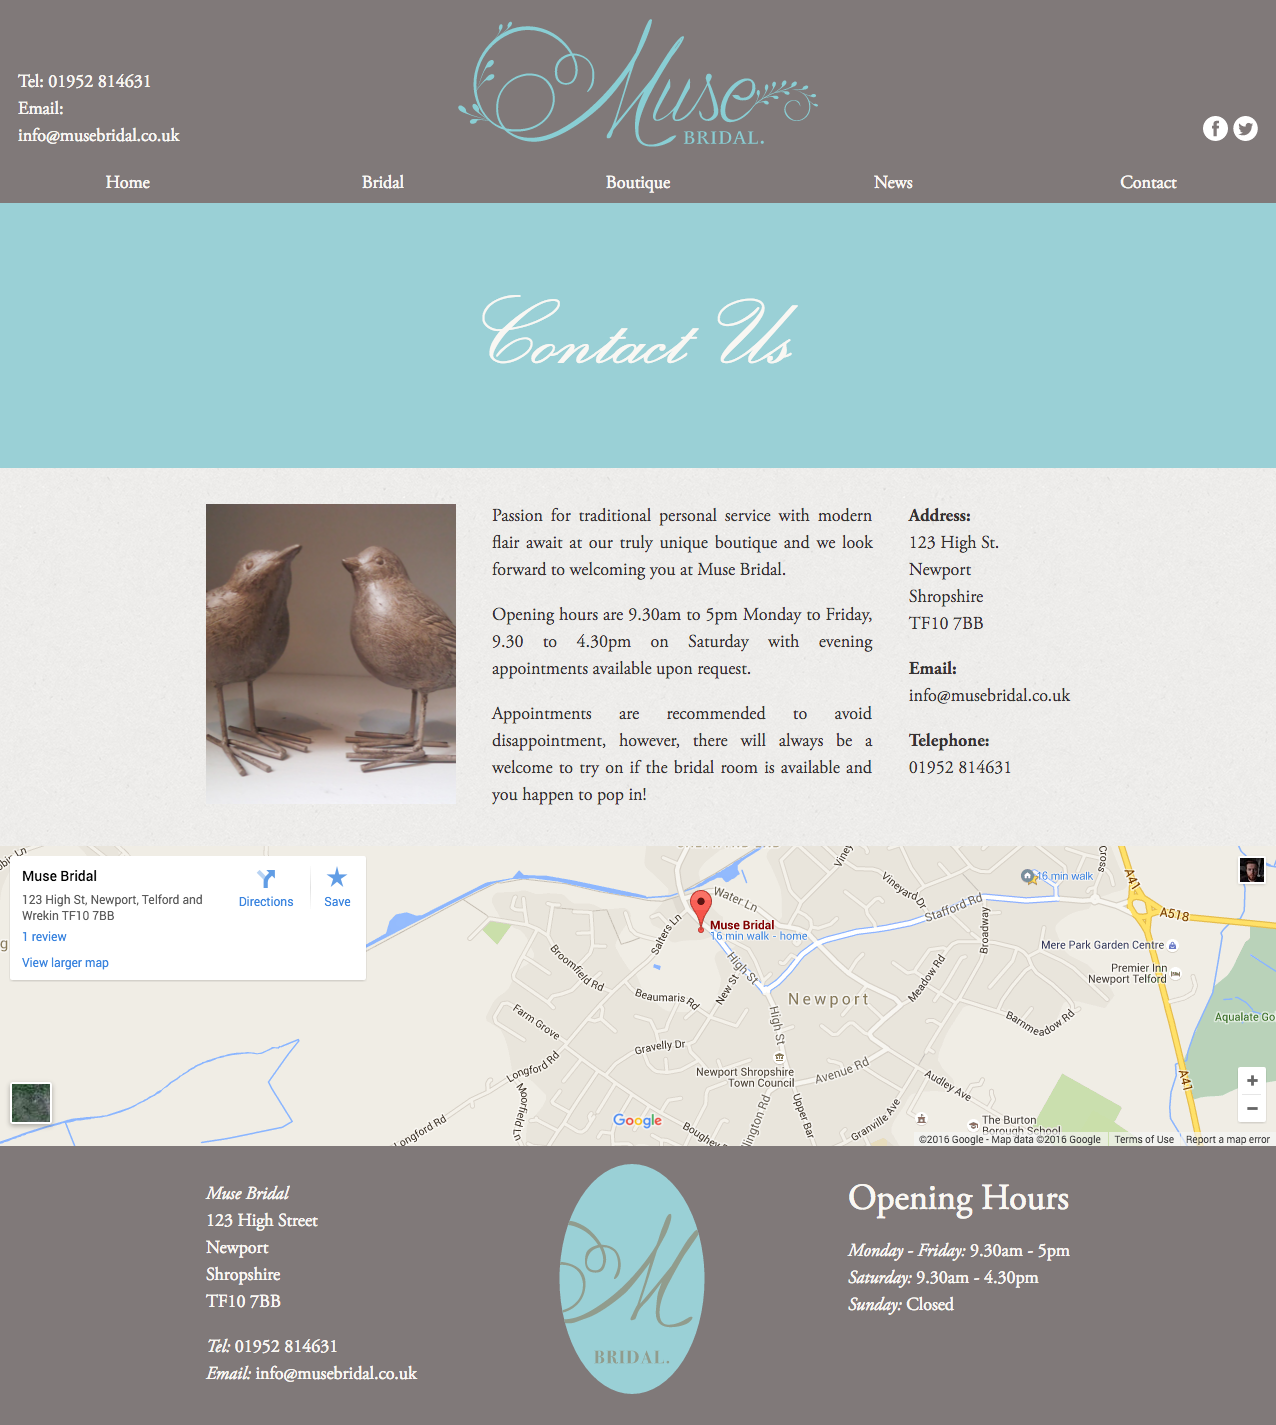 Tel: 01952 814631
Email:
info@musebridal.co.uk
Muse
BRIDAL.
Home
Bridal
Boutique
News
Contact
Contact Us
Passion for traditional personal service with modern
flair await at our truly unique boutique and we look
forward to welcoming you at Muse Bridal.
Opening hours are 9.30am to 5pm Monday to Friday,
9.30 to 4.30pm on Saturday with evening
appointments available upon request.
Appointments are recommended to avoid
disappointment, however, there will always be a
welcome to try on if the bridal room is available and
you happen to pop in!
Address:
123 High St.
Newport
Shropshire
TF10 7BB
Email:
info@musebridal.co.uk
Telephone:
01952 814631
Muse Bridal
123 High St, Newport, Telford and
Wrekin TF10 7BB
1 review
View larger map
Directions
Save
Water Ln
Vineyard Dr
Stafford Rd
Broadway
16 min walk
A41
A518
Muse Bridal
16 min walk - home
Salters Ln
High St
New St
Broomfield Rd
Beaumaris Rd
Newport
Meadow Rd
Mere Park Garden Centre
Premier Inn
Newport Telford
Barnmeadow Rd
Aqualate Go
Farm Grove
Gravelly Dr
High St
Longford Rd
Newport Shropshire
Town Council
Avenue Rd
Audley Ave
A41
Moorfield Ln
Upper Bar
Granville Ave
Longford Rd
The Burton
Borough School
Google
©2016 Google - Map data ©2016 Google
Terms of Use
Report a map error
Muse Bridal
123 High Street
Newport
Shropshire
TF10 7BB
Tel: 01952 814631
Email: info@musebridal.co.uk
M
BRIDAL.
Opening Hours
Monday - Friday: 9.30am - 5pm
Saturday: 9.30am - 4.30pm
Sunday: Closed